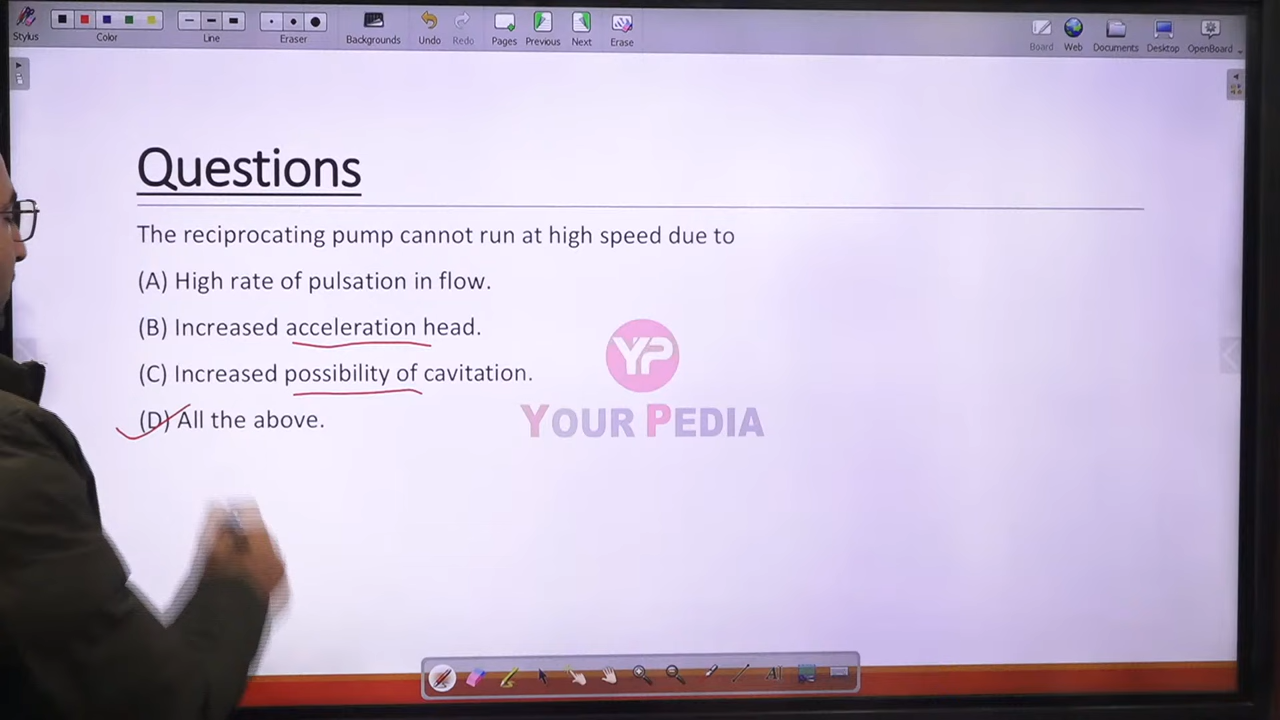 Stylus
Color
Line
Eraser
Backgrounds
Undo
Redo
Pages
Previous
Next
Erase
Board
Web
Documents
Desktop
OpenBoard
Questions
The reciprocating pump cannot run at high speed due to
(A) High rate of pulsation in flow.
(B) Increased acceleration head.
(C) Increased possibility of cavitation.
(D) All the above.
YP
YOUR PEDIA
AI